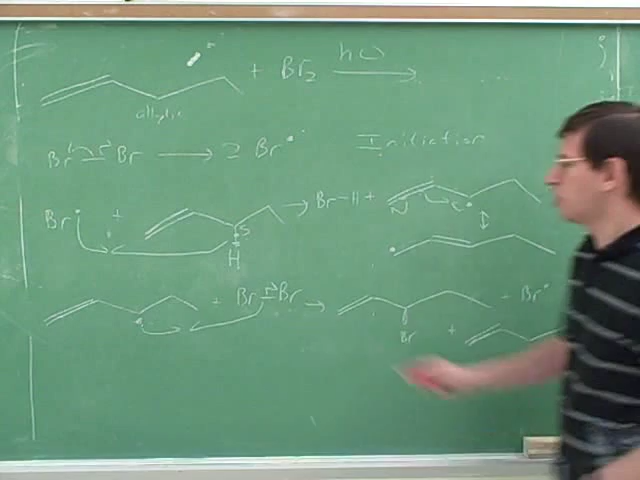 + Br₂ hν
allylic
Br Br → 2 Br• Initiation
Br• + H → Br-H +
+ Br Br → Br + Br•
+